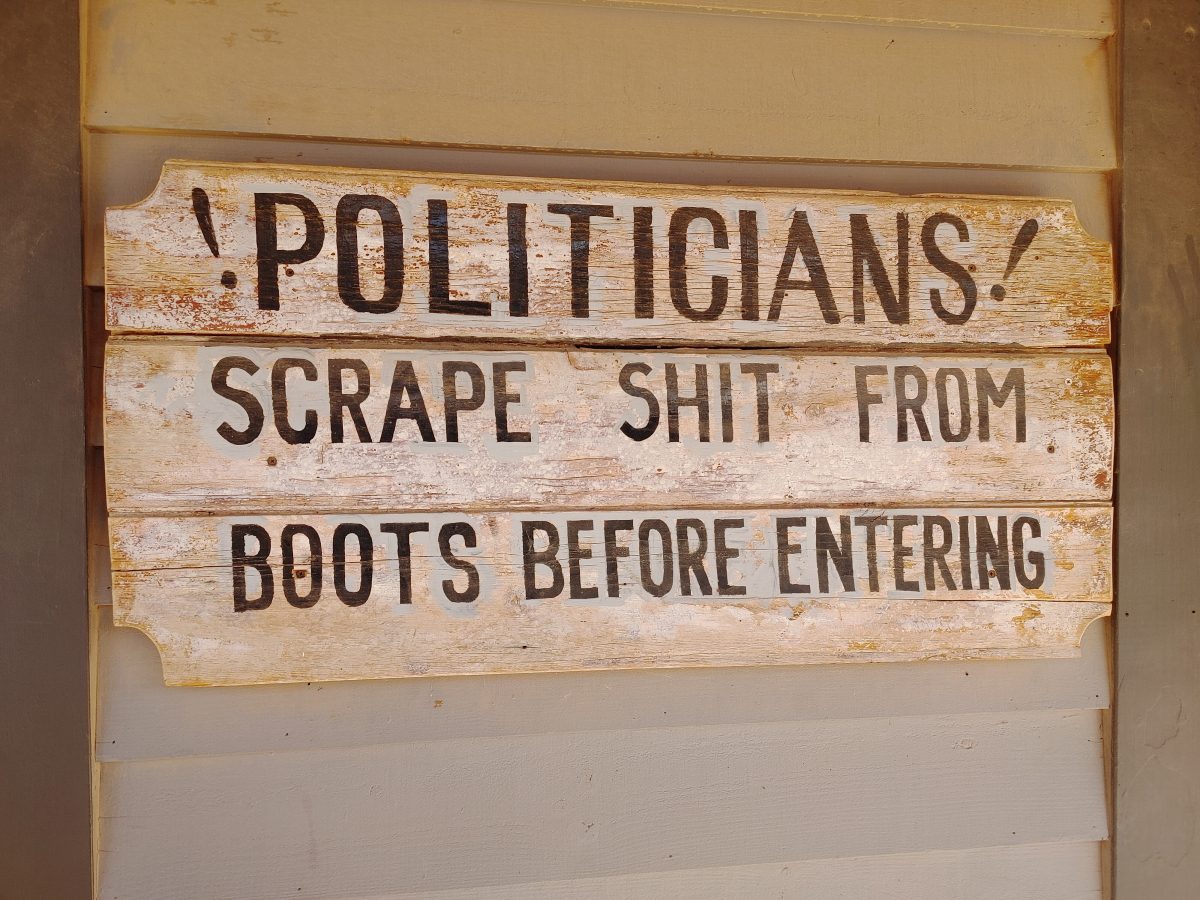 ! POLITICIANS !
SCRAPE SHIT FROM
BOOTS BEFORE ENTERING